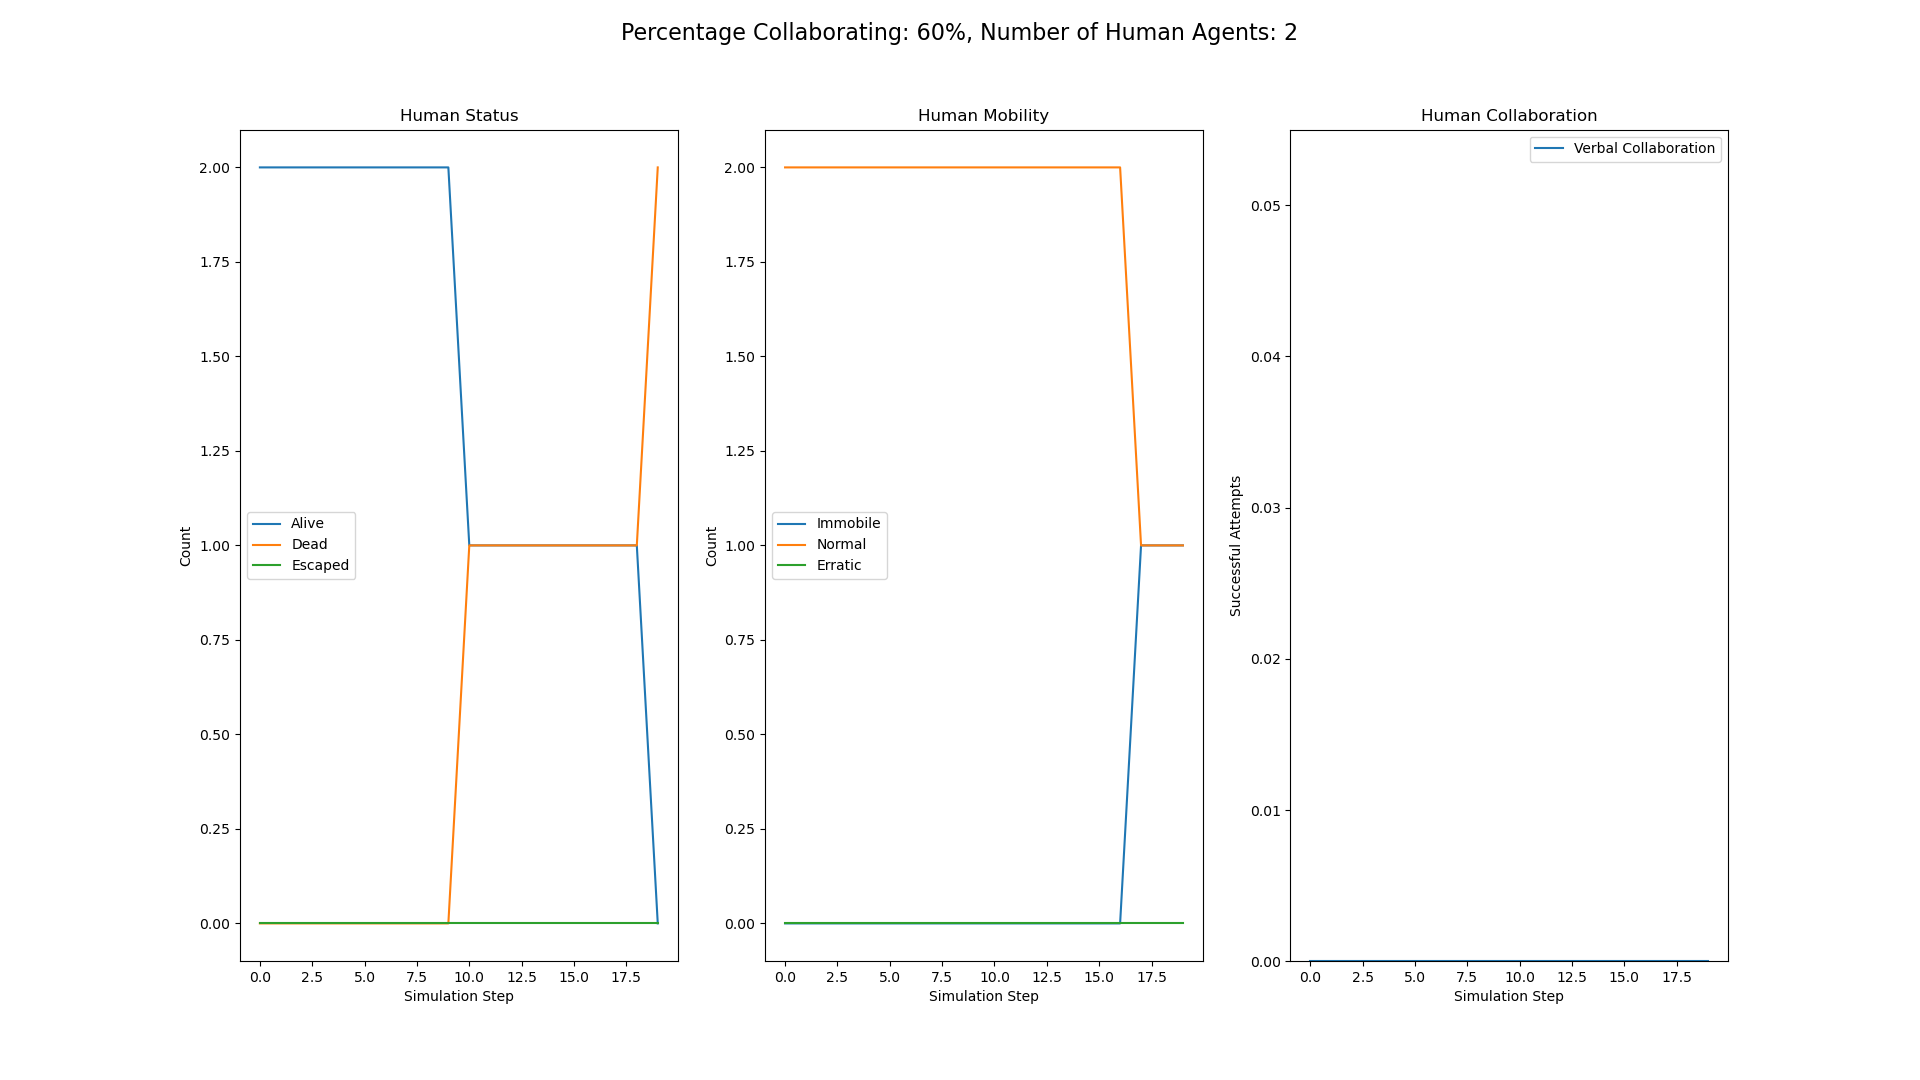 Percentage Collaborating: 60%, Number of Human Agents: 2
Human Status
2.00
1.75
1.50
1.25
1.00
0.75
0.50
0.25
0.00
Count
Alive
Dead
Escaped
0.0 2.5 5.0 7.5 10.0 12.5 15.0 17.5
Simulation Step
Human Mobility
2.00
1.75
1.50
1.25
1.00
0.75
0.50
0.25
0.00
Count
Immobile
Normal
Erratic
0.0 2.5 5.0 7.5 10.0 12.5 15.0 17.5
Simulation Step
Human Collaboration
Verbal Collaboration
0.05
0.04
0.03
0.02
0.01
0.00
Successful Attempts
0.0 2.5 5.0 7.5 10.0 12.5 15.0 17.5
Simulation Step